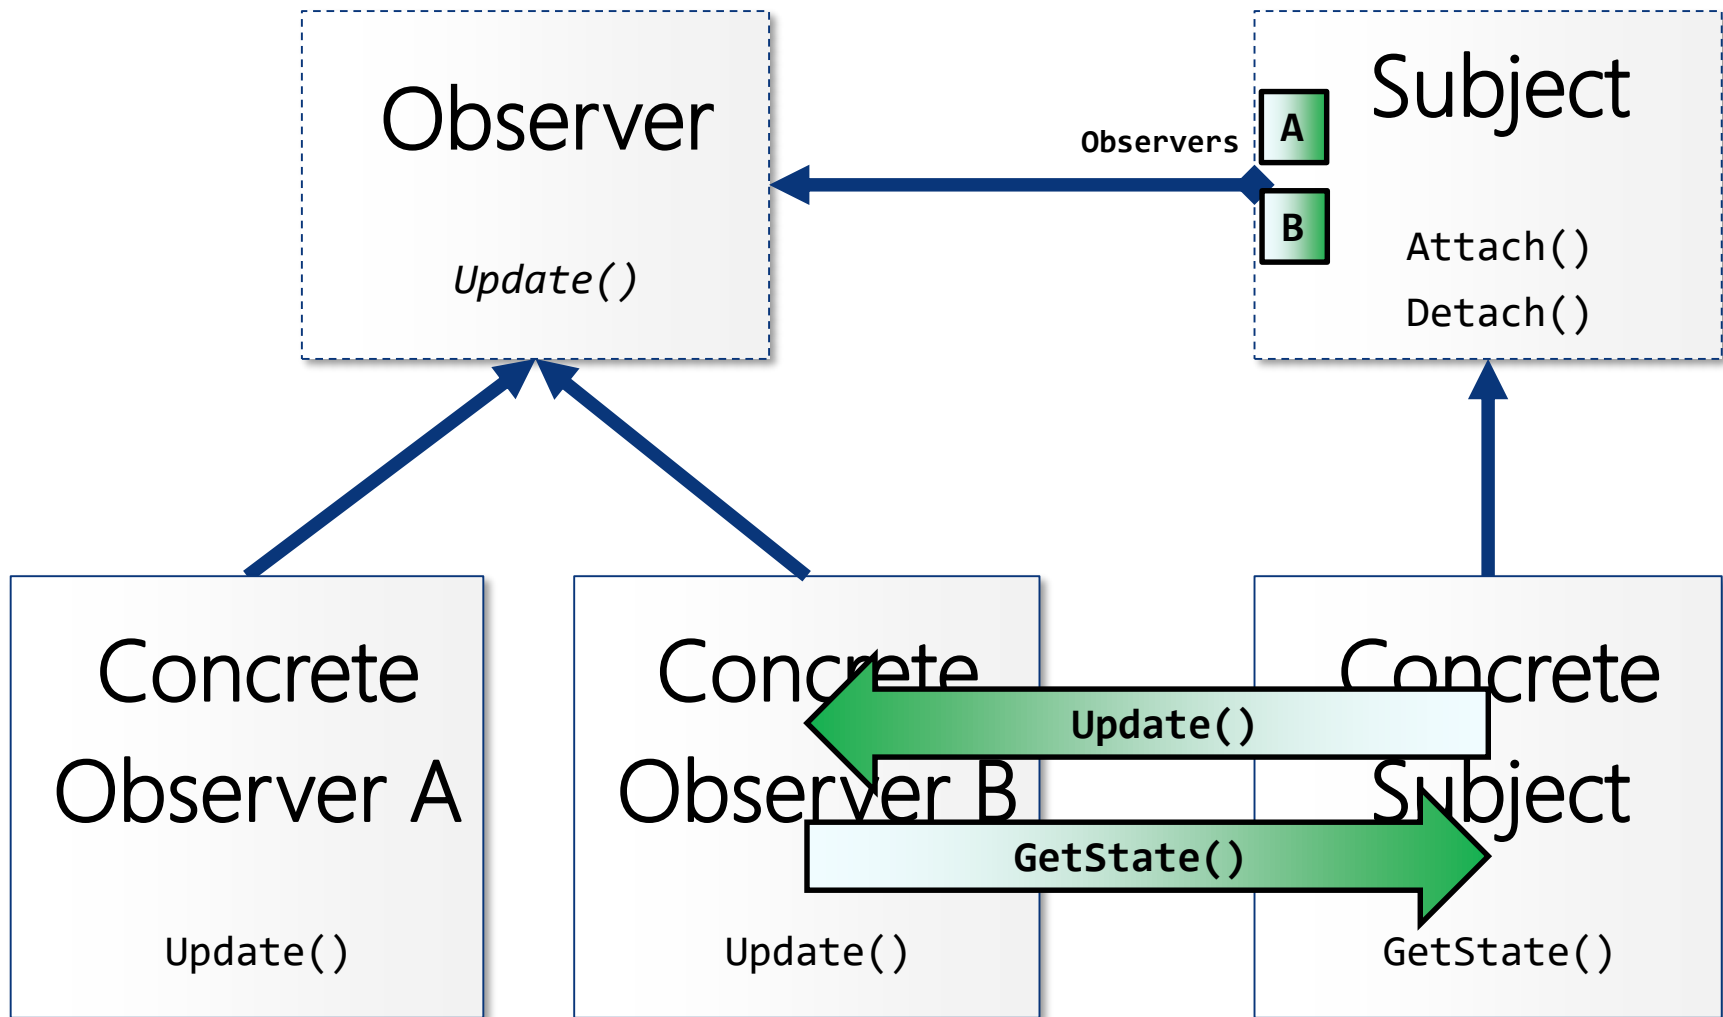 Observer
Update()
Observers
A
B
Subject
Attach()
Detach()
Concrete
Observer A
Update()
Concrete
Observer B
Update()
Update()
GetState()
Concrete
Subject
GetState()